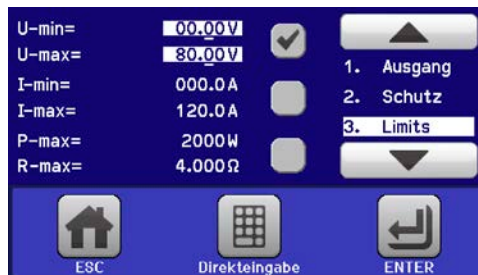 U-min= 00.00V
U-max= 80.00V
I-min= 000.0A
I-max= 120.0A
P-max= 2000W
R-max= 4.000Ω
1. Ausgang
2. Schutz
3. Limits
ESC
Direkteingabe
ENTER